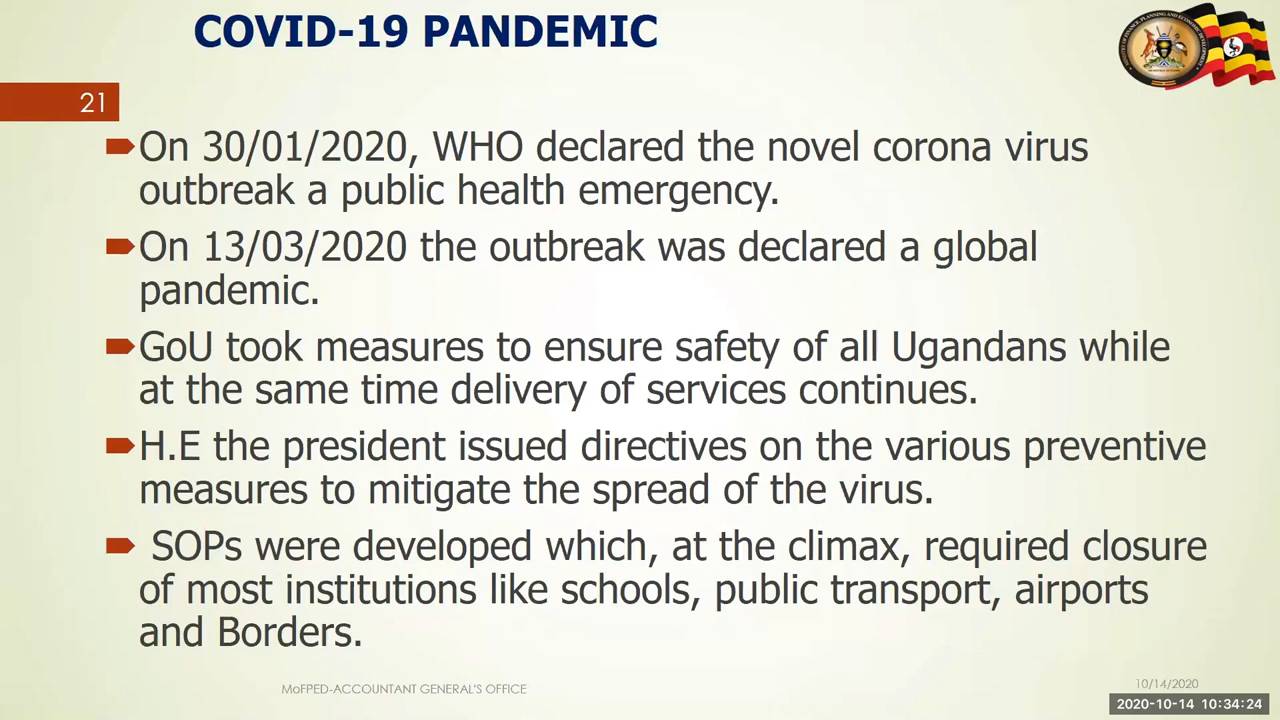 COVID-19 PANDEMIC
21
On 30/01/2020, WHO declared the novel corona virus
outbreak a public health emergency.
On 13/03/2020 the outbreak was declared a global
pandemic.
GoU took measures to ensure safety of all Ugandans while
at the same time delivery of services continues.
H.E the president issued directives on the various preventive
measures to mitigate the spread of the virus.
SOPs were developed which, at the climax, required closure
of most institutions like schools, public transport, airports
and Borders.
MoFPED-ACCOUNTANT GENERAL'S OFFICE
10/14/2020
2020-10-14 10:34:24